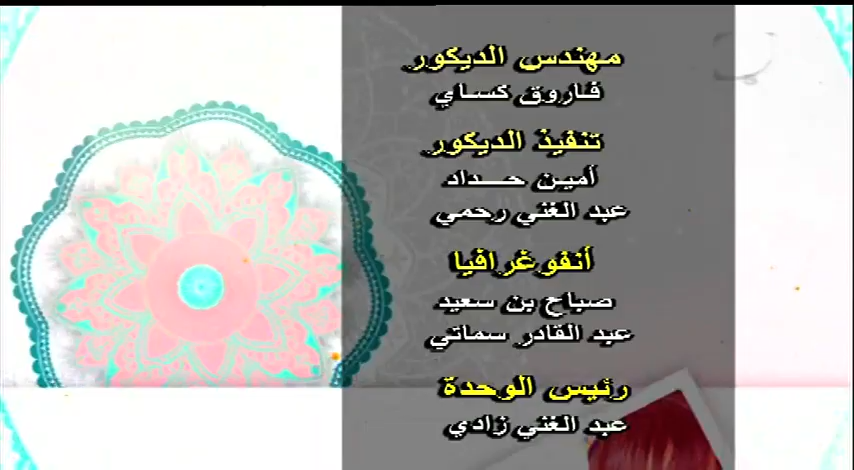 مهندس الديكور
فاروق كساي
تنفيذ الديكور
أمين حداد
عبد الغني رحمي
أنفوغرافيا
صباح بن سعيد
عبد القادر سماتي
رئيس الوحدة
عبد الغني زادي